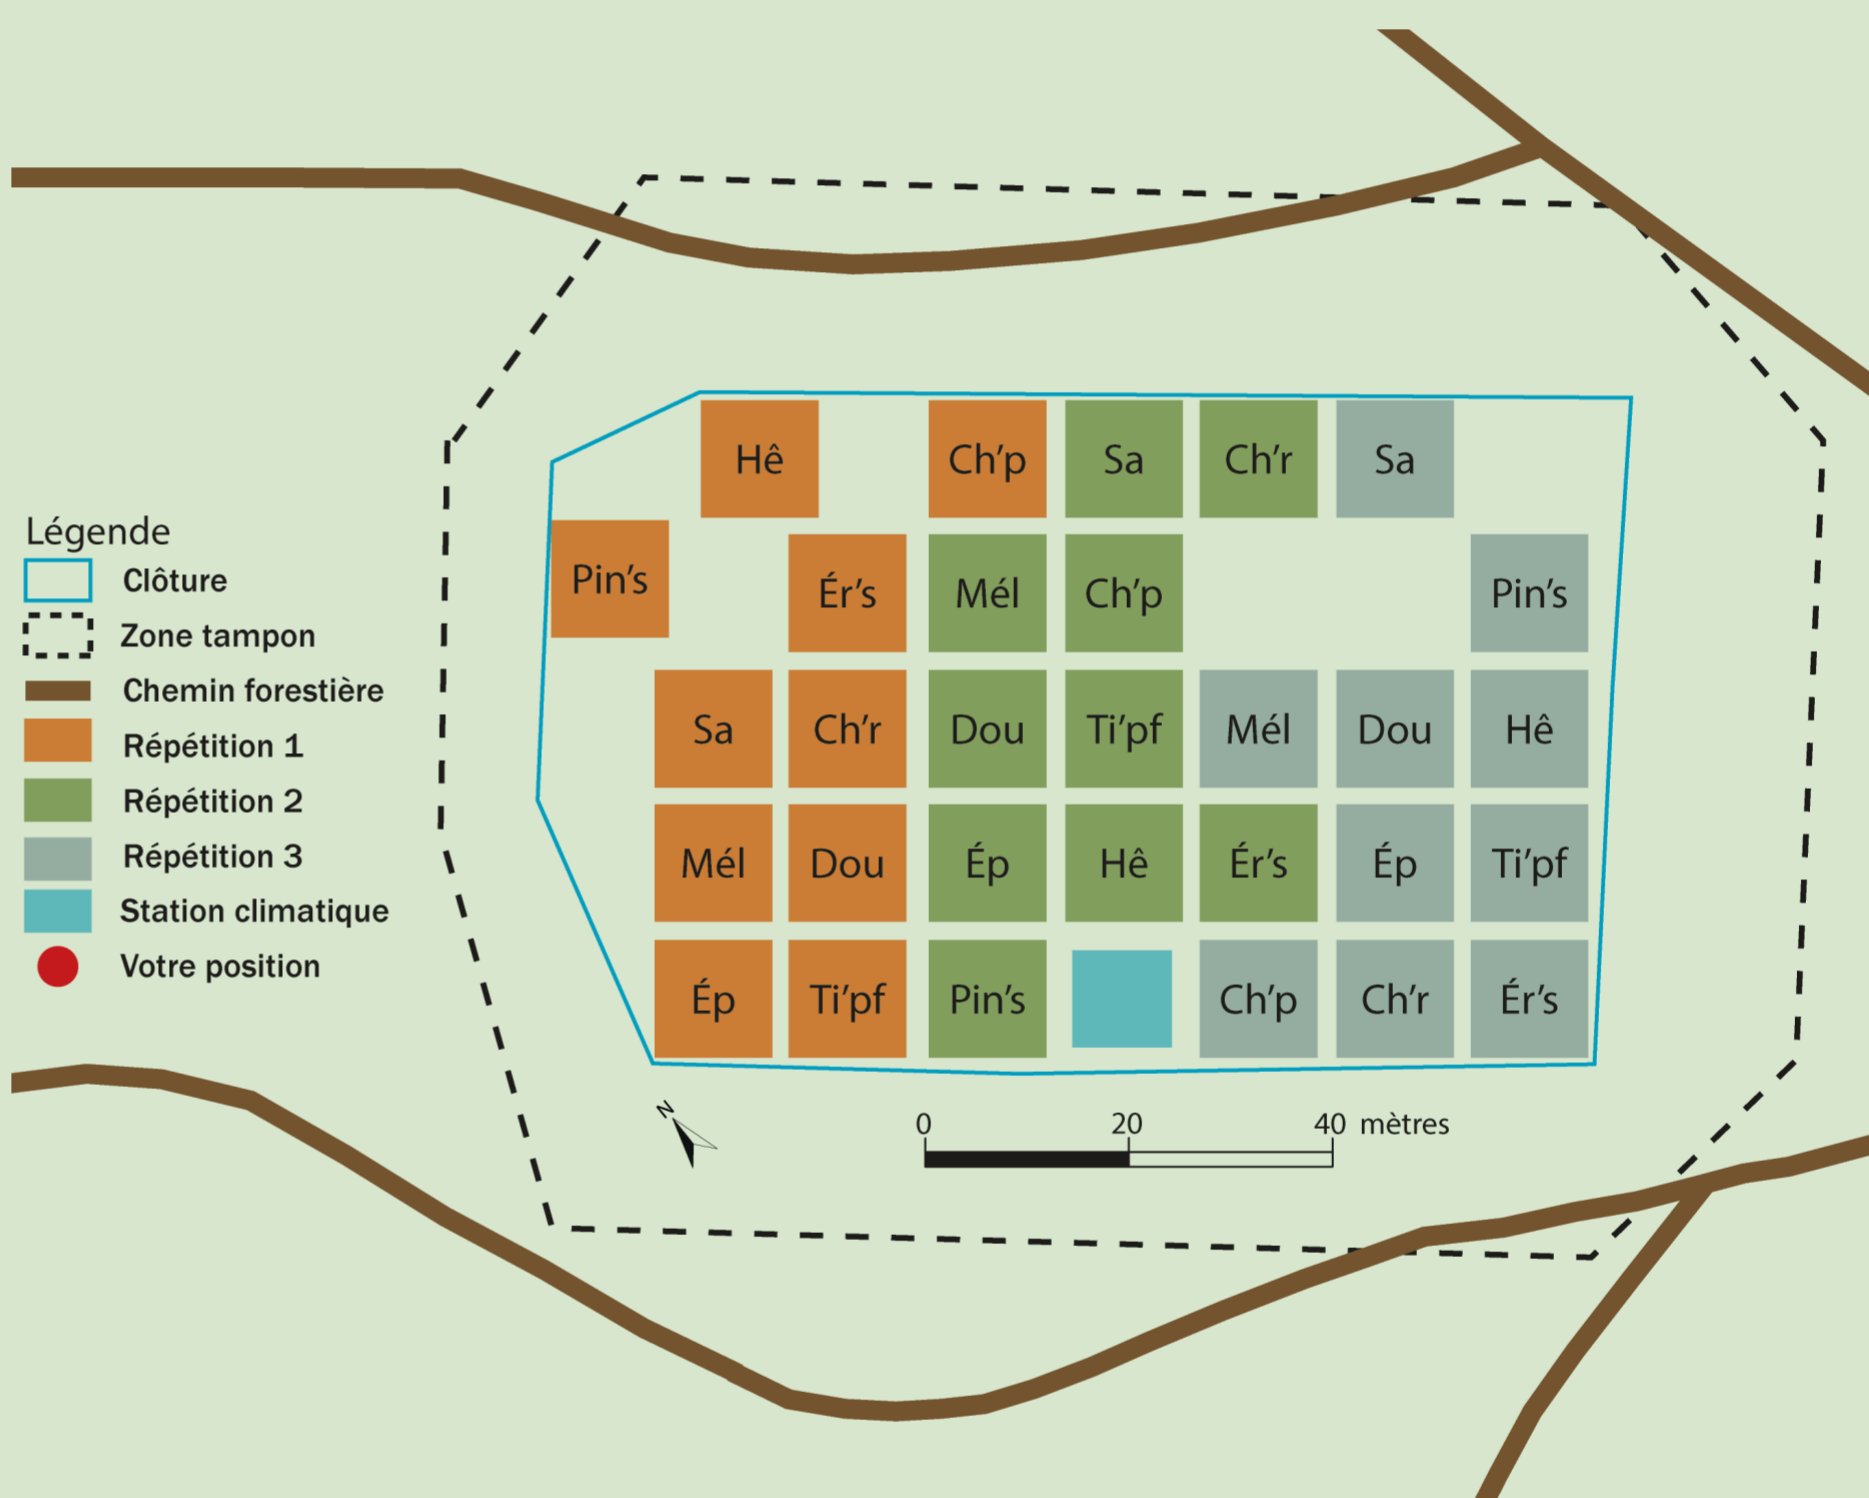 Hê Ch'p Sa Ch'r Sa
Pin's Ér's Mél Ch'p Pin's
Sa Ch'r Dou Ti'pf Mél Dou Hê
Mél Dou Ép Hê Ér's Ép Ti'pf
Ép Ti'pf Pin's Ch'p Ch'r Ér's
Légende
Clôture
Zone tampon
Chemin forestière
Répétition 1
Répétition 2
Répétition 3
Station climatique
Votre position
N
0 20 40 mètres